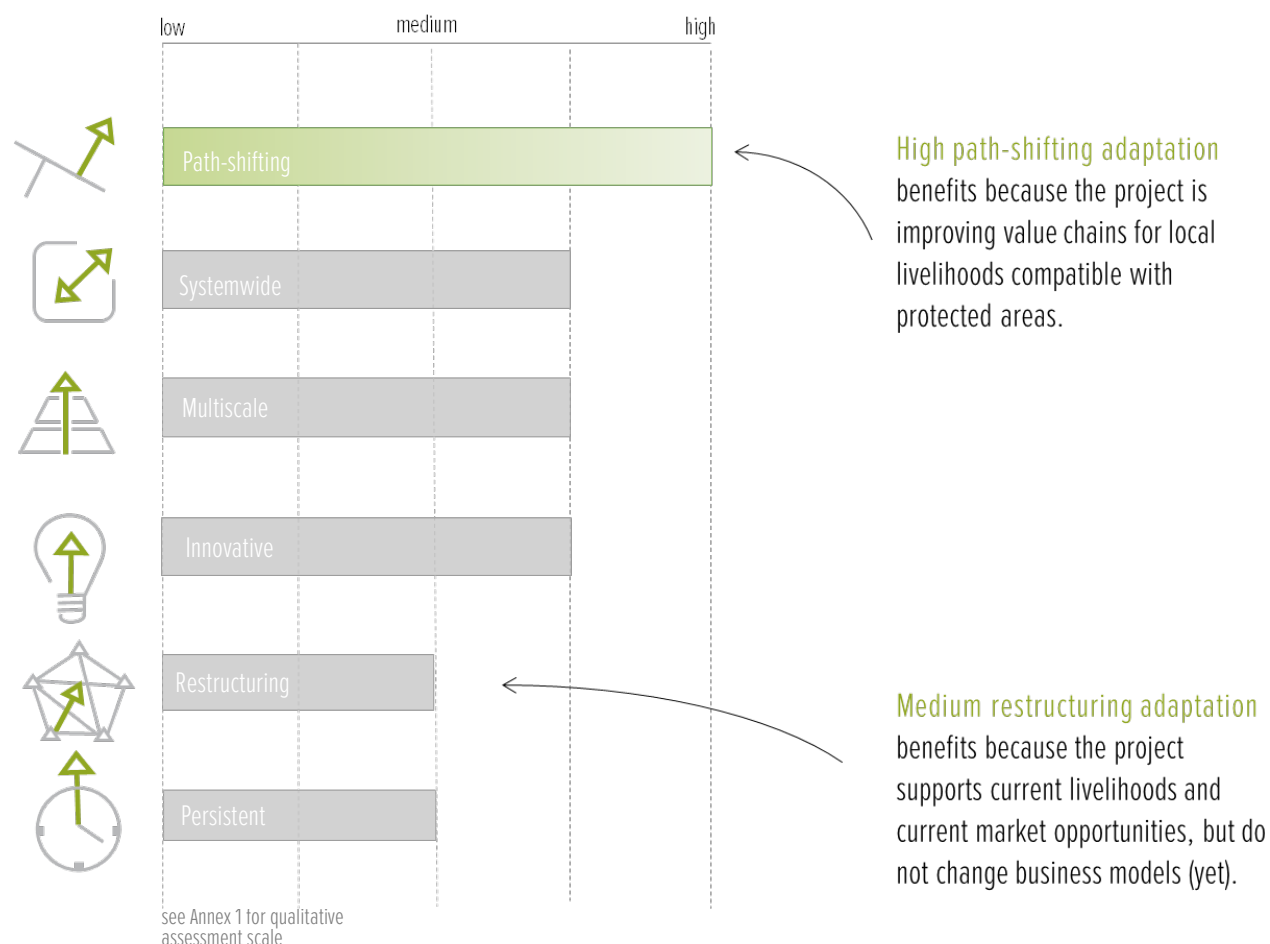 low medium high
Path-shifting
High path-shifting adaptation
benefits because the project is
improving value chains for local
livelihoods compatible with
protected areas.
Systemwide
Multiscale
Innovative
Restructuring
Medium restructuring adaptation
benefits because the project
supports current livelihoods and
current market opportunities, but do
not change business models (yet).
Persistent
see Annex 1 for qualitative
assessment scale